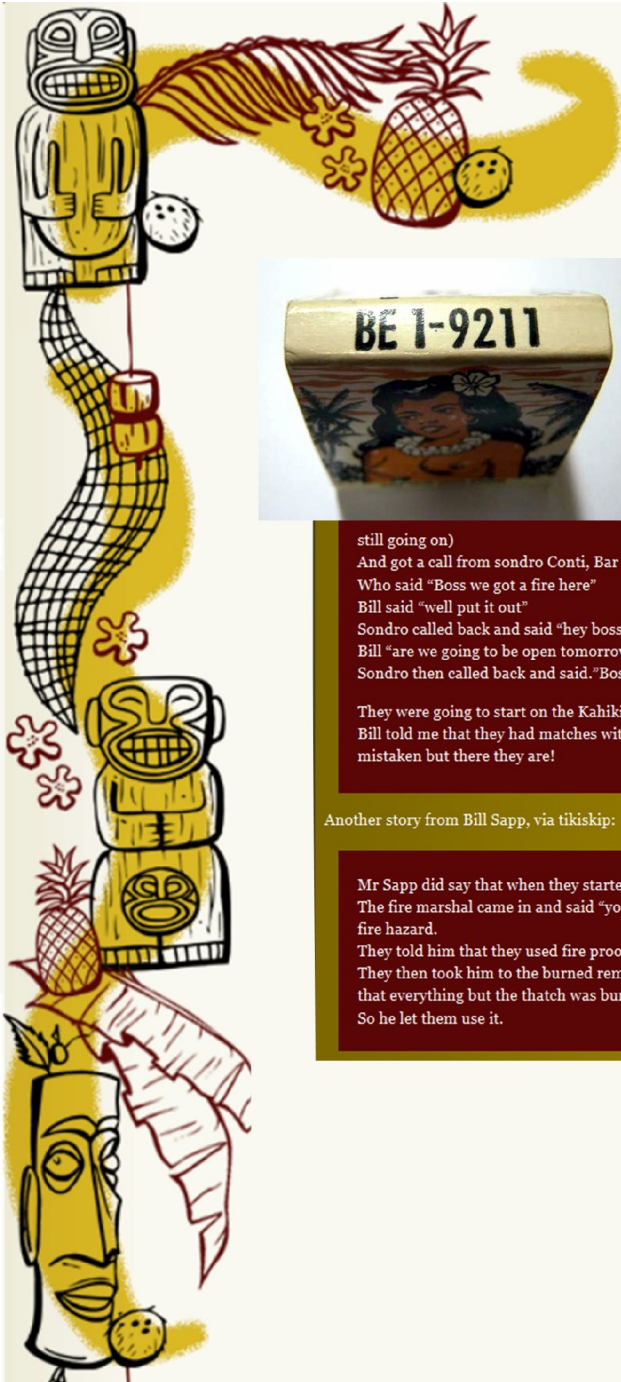 BE 1-9211
still going on)
And got a call from sondro Conti, Bar
Who said “Boss we got a fire here”
Bill said “well put it out”
Sondro called back and said “hey boss
Bill “are we going to be open tomorrow
Sondro then called back and said.”Bos
They were going to start on the Kahiki
Bill told me that they had matches wit
mistaken but there they are!
Another story from Bill Sapp, via tikiskip:
Mr Sapp did say that when they starte
The fire marshal came in and said “yo
fire hazard.
They told him that they used fire proo
They then took him to the burned rem
that everything but the thatch was bur
So he let them use it.